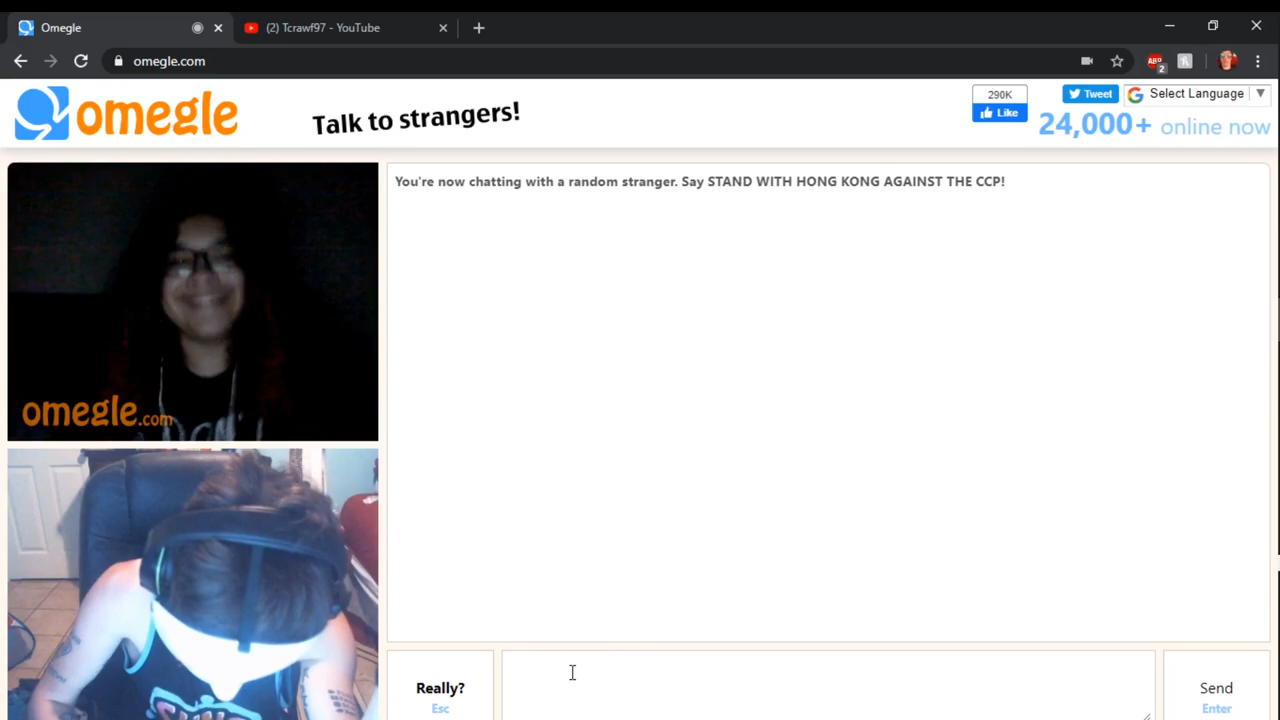 Omegle
(2) Tcrawf97 - YouTube
omegle.com
ABP
2
omegle
Talk to strangers!
290K
Like
Tweet
Select Language
24,000+ online now
You're now chatting with a random stranger. Say STAND WITH HONG KONG AGAINST THE CCP!
omegle.com
Really?
Esc
Send
Enter